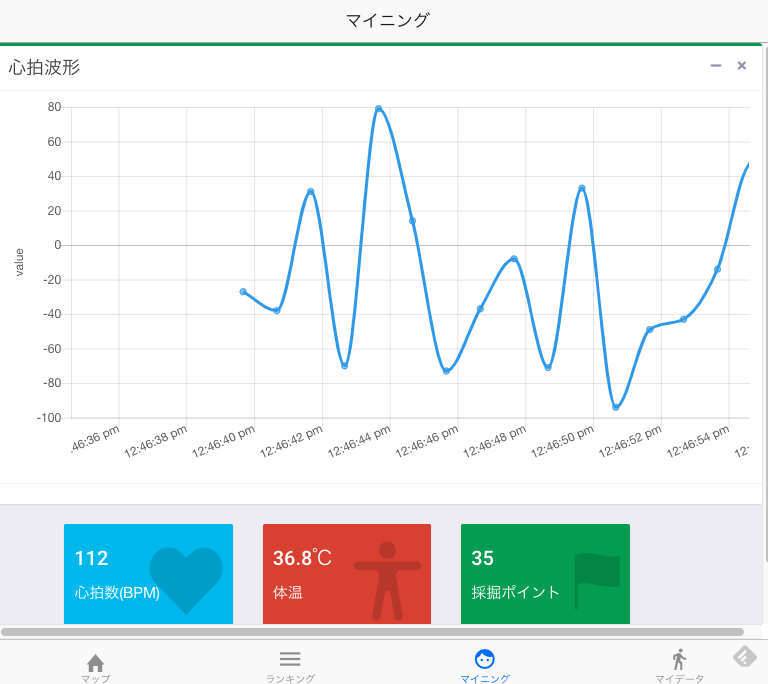 マイニング
心拍波形
80
60
40
20
0
-20
-40
-60
-80
-100
value
:46:36 pm
12:46:38 pm
12:46:40 pm
12:46:42 pm
12:46:44 pm
12:46:46 pm
12:46:48 pm
12:46:50 pm
12:46:52 pm
12:46:54 pm
12:
112
心拍数(BPM)
36.8℃
体温
35
採掘ポイント
マップ
ランキング
マイニング
マイデータ